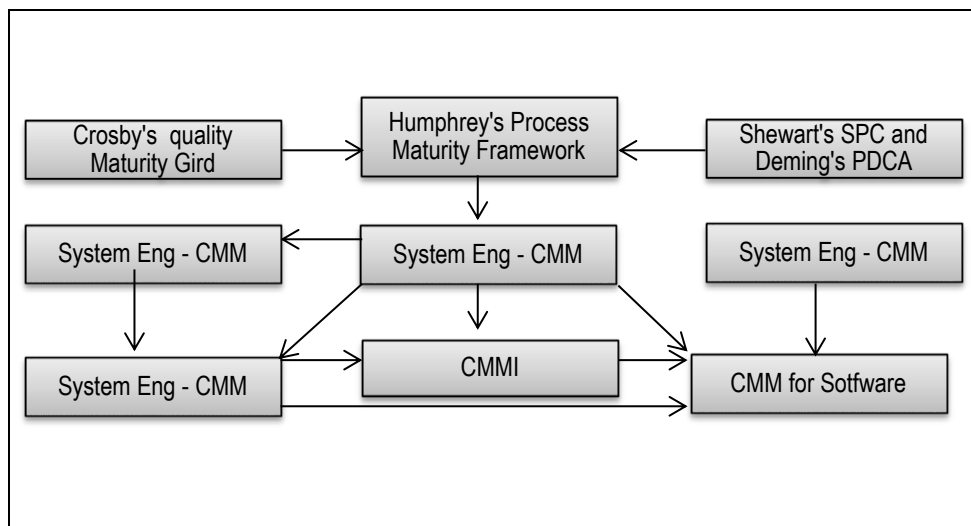 Crosby's quality
Maturity Gird
Humphrey's Process
Maturity Framework
Shewart's SPC and
Deming's PDCA
System Eng - CMM
System Eng - CMM
System Eng - CMM
System Eng - CMM
CMMI
CMM for Sotfware